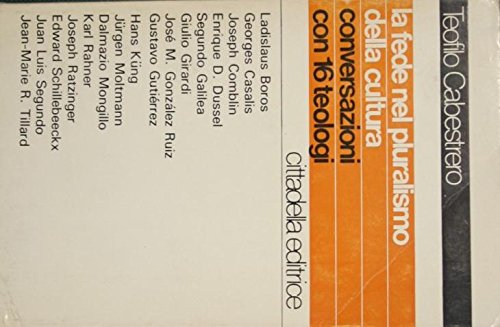 Teofilo Cabestrero
la fede nel pluralismo
della cultura
conversazioni
con 16 teologi
cittadella editrice
Ladislaus Boros
Georges Casalis
Joseph Comblin
Enrique D. Dussel
Segundo Galilea
Giulio Girardi
José M. González Ruiz
Gustavo Gutiérrez
Hans Küng
Jürgen Moltmann
Dalmazio Mongillo
Karl Rahner
Joseph Ratzinger
Edward Schillebeeckx
Juan Luis Segundo
Jean-Marie R. Tillard